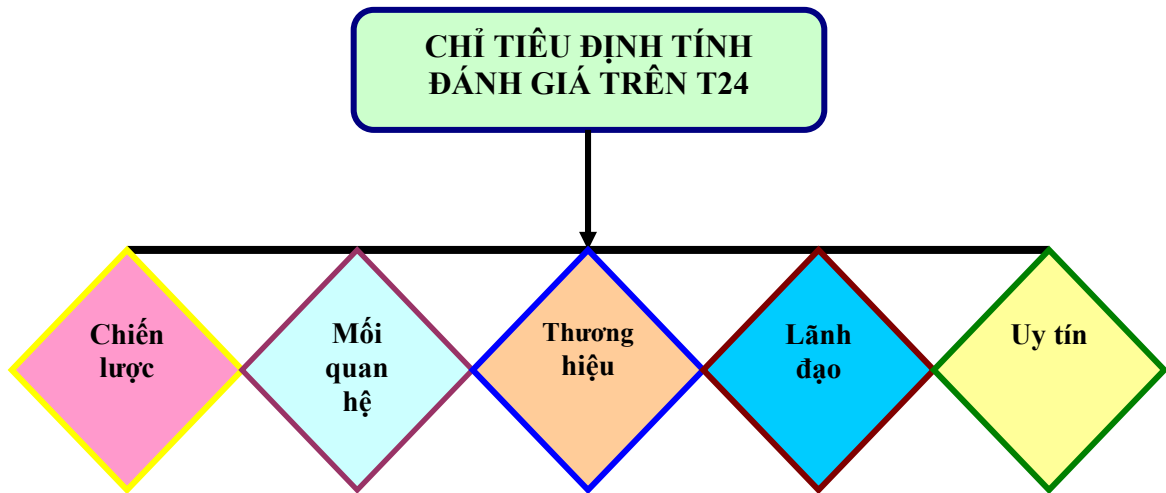 CHỈ TIÊU ĐỊNH TÍNH
ĐÁNH GIÁ TRÊN T24
Chiến
lược
Mối
quan
hệ
Thương
hiệu
Lãnh
đạo
Uy tín